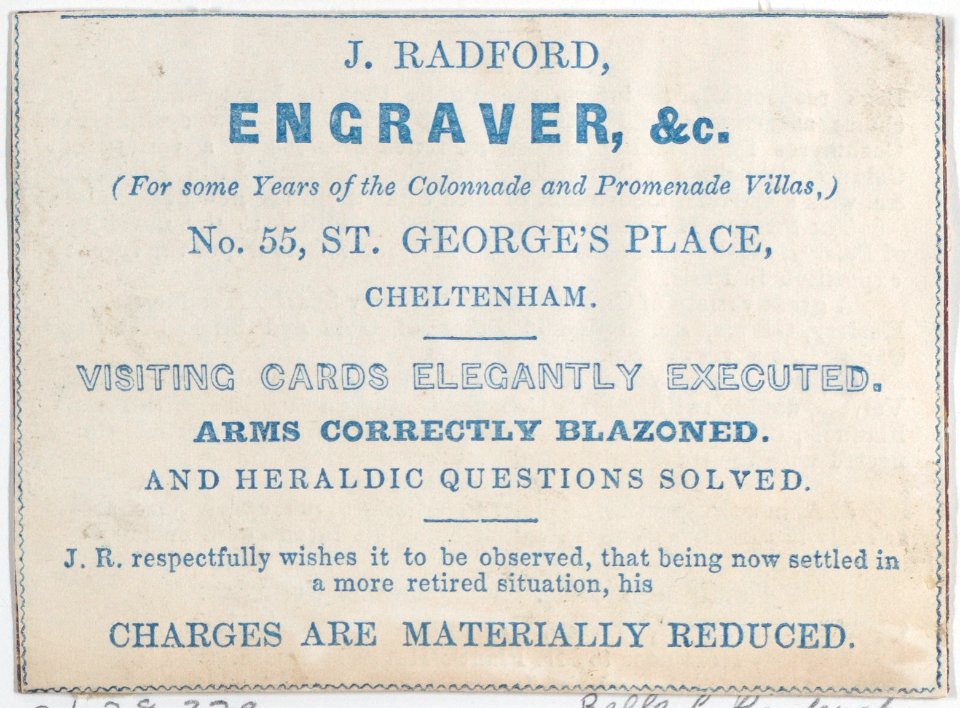 J. RADFORD,
ENGRAVER, &c.
(For some Years of the Colonnade and Promenade Villas,)
No. 55, ST. GEORGE'S PLACE,
CHELTENHAM.
VISITING CARDS ELEGANTLY EXECUTED.
ARMS CORRECTLY BLAZONED.
AND HERALDIC QUESTIONS SOLVED.
J. R. respectfully wishes it to be observed, that being now settled in
a more retired situation, his
CHARGES ARE MATERIALLY REDUCED.